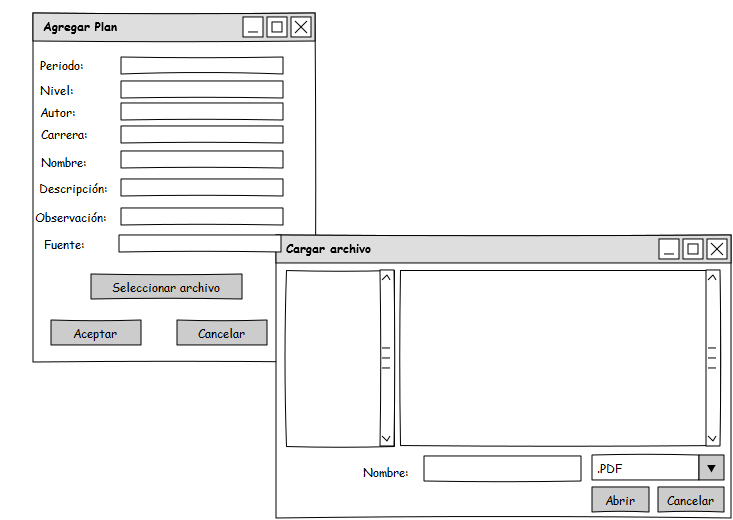 Agregar Plan
Periodo:
Nivel:
Autor:
Carrera:
Nombre:
Descripción:
Observación:
Fuente:
Seleccionar archivo
Aceptar
Cancelar
Cargar archivo
Nombre:
.PDF
Abrir
Cancelar